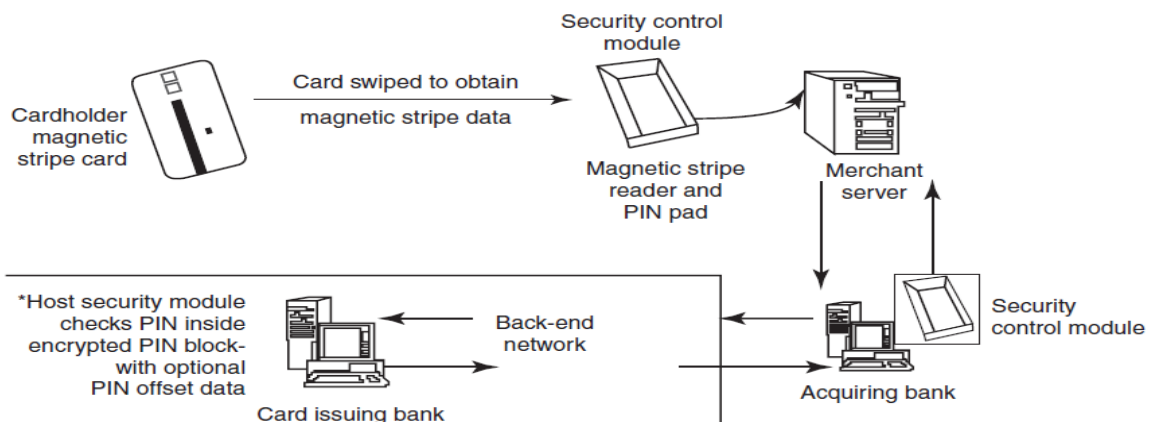 Security control
module
Card swiped to obtain
magnetic stripe data
Cardholder
magnetic
stripe card
Magnetic stripe
reader and
PIN pad
Merchant
server
*Host security module
checks PIN inside
encrypted PIN block-
with optional
PIN offset data
Back-end
network
Security
control module
Acquiring bank
Card issuing bank